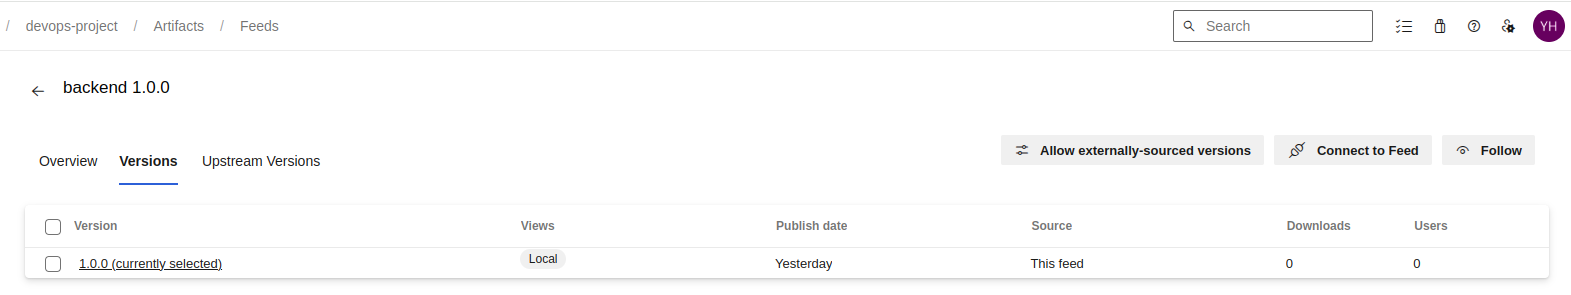 / devops-project / Artifacts / Feeds Search YH
backend 1.0.0
Overview Versions Upstream Versions Allow externally-sourced versions Connect to Feed Follow
Version Views Publish date Source Downloads Users
1.0.0 (currently selected) Local Yesterday This feed 0 0